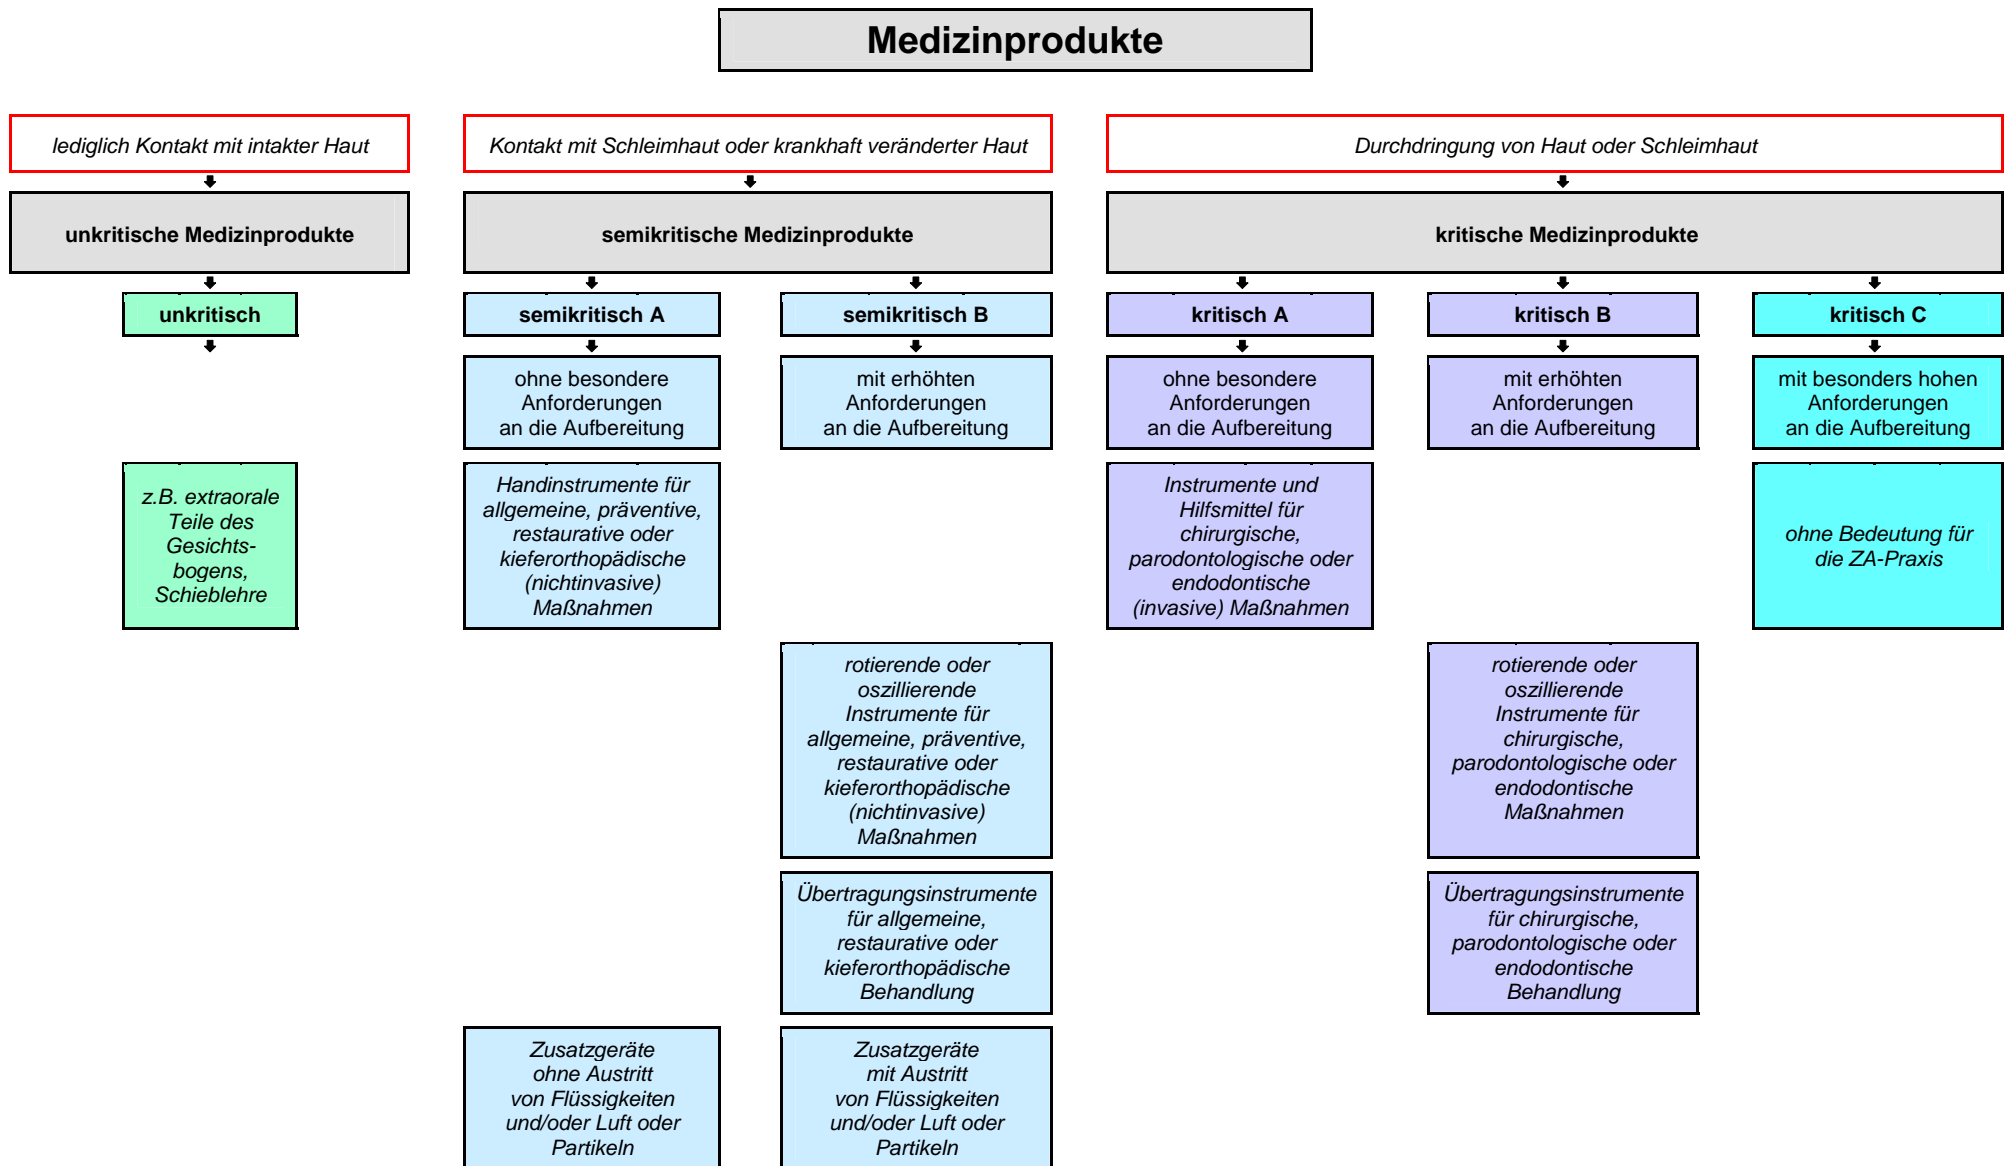 Medizinprodukte
lediglich Kontakt mit intakter Haut
Kontakt mit Schleimhaut oder krankhaft veränderter Haut
Durchdringung von Haut oder Schleimhaut
unkritische Medizinprodukte
semikritische Medizinprodukte
kritische Medizinprodukte
unkritisch
semikritisch A
semikritisch B
kritisch A
kritisch B
kritisch C
ohne besondere
Anforderungen
an die Aufbereitung
mit erhöhten
Anforderungen
an die Aufbereitung
ohne besondere
Anforderungen
an die Aufbereitung
mit erhöhten
Anforderungen
an die Aufbereitung
mit besonders hohen
Anforderungen
an die Aufbereitung
z.B. extraorale
Teile des
Gesichts-
bogens,
Schieblehre
Handinstrumente für
allgemeine, präventive,
restaurative oder
kieferorthopädische
(nichtinvasive)
Maßnahmen
Instrumente und
Hilfsmittel für
chirurgische,
parodontologische oder
endodontische
(invasive) Maßnahmen
ohne Bedeutung für
die ZA-Praxis
rotierende oder
oszillierende
Instrumente für
allgemeine, präventive,
restaurative oder
kieferorthopädische
(nichtinvasive)
Maßnahmen
rotierende oder
oszillierende
Instrumente für
chirurgische,
parodontologische oder
endodontische
Maßnahmen
Übertragungsinstrumente
für allgemeine,
restaurative oder
kieferorthopädische
Behandlung
Übertragungsinstrumente
für chirurgische,
parodontologische oder
endodontische
Behandlung
Zusatzgeräte
ohne Austritt
von Flüssigkeiten
und/oder Luft oder
Partikeln
Zusatzgeräte
mit Austritt
von Flüssigkeiten
und/oder Luft oder
Partikeln